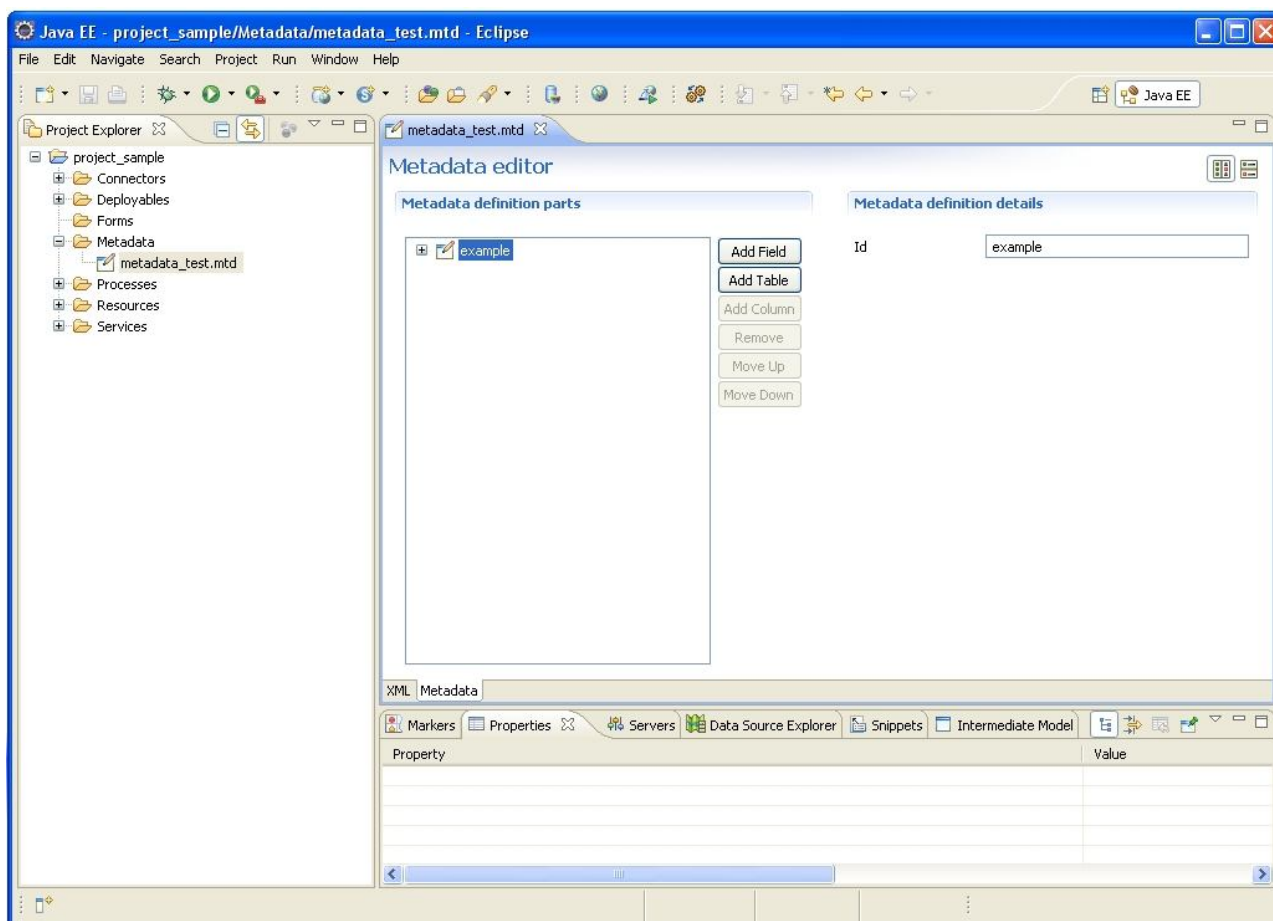 Java EE - project_sample/Metadata/metadata_test.mtd - Eclipse
File Edit Navigate Search Project Run Window Help
Java EE
Project Explorer
project_sample
Connectors
Deployables
Forms
Metadata
metadata_test.mtd
Processes
Resources
Services
metadata_test.mtd
Metadata editor
Metadata definition parts
example
Add Field
Add Table
Add Column
Remove
Move Up
Move Down
Metadata definition details
Id example
XML Metadata
Markers Properties Servers Data Source Explorer Snippets Intermediate Model
Property Value